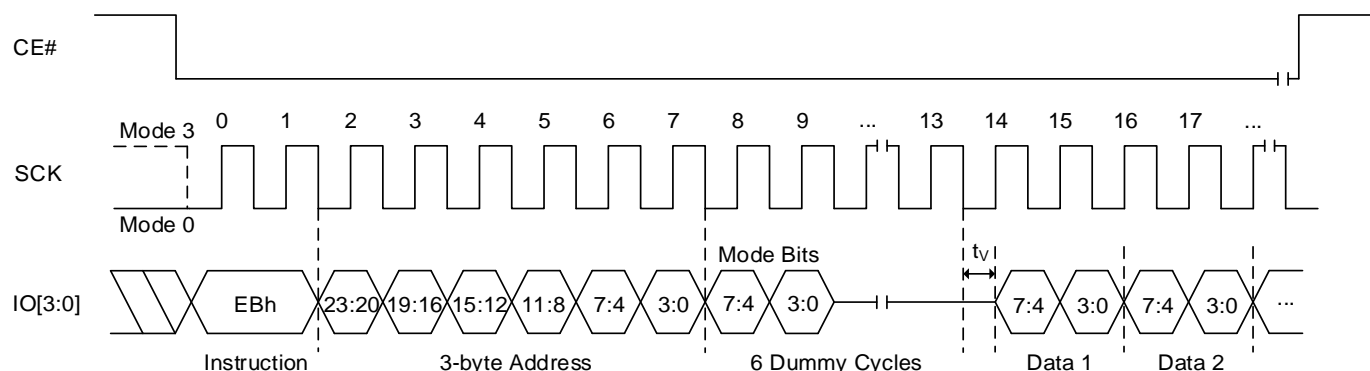 CE#
0 1 2 3 4 5 6 7 8 9 ... 13 14 15 16 17 ...
Mode 3
SCK
Mode 0
Mode Bits
tV
IO[3:0]
EBh 23:20 19:16 15:12 11:8 7:4 3:0 7:4 3:0 7:4 3:0 7:4 3:0 ...
Instruction 3-byte Address 6 Dummy Cycles Data 1 Data 2